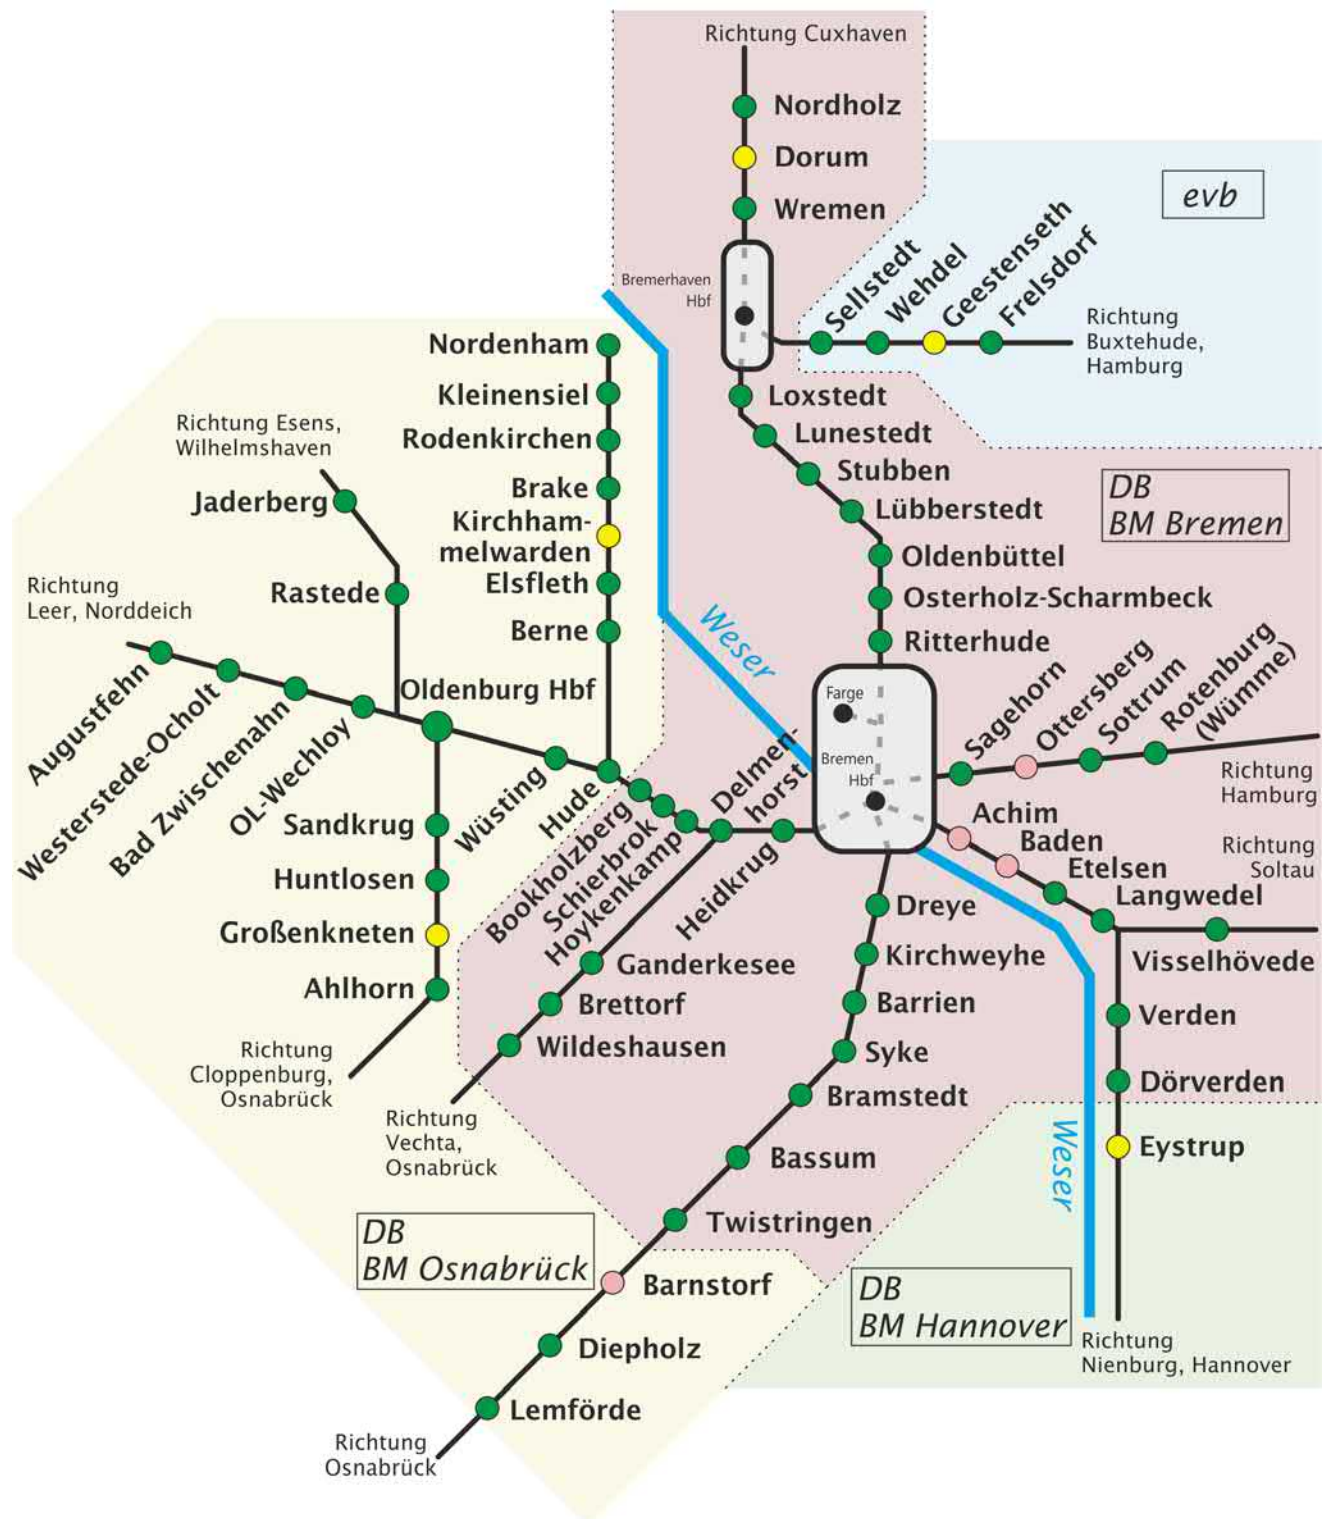 Richtung Cuxhaven
Nordholz
Dorum
Wremen
evb
Bremerhaven
Hbf
Sellstedt
Wehdel
Geestenseth
Frelsdorf
Richtung
Buxtehude,
Hamburg
Nordenham
Kleinensiel
Rodenkirchen
Brake
Kirchham-
melwarden
Elsfleth
Berne
Loxstedt
Lunestedt
Stubben
Lübberstedt
Oldenbüttel
Osterholz-Scharmbeck
Ritterhude
DB
BM Bremen
Richtung Esens,
Wilhelmshaven
Jaderberg
Rastede
Richtung
Leer, Norddeich
Augustfehn
Westerstede-Ocholt
Bad Zwischenahn
OL-Wechloy
Oldenburg Hbf
Wüsting
Hude
Bookholzberg
Schierbrok
Hoykenkamp
Delmen-
horst
Heidkrug
Weser
Farge
Bremen
Hbf
Sagehorn
Ottersberg
Sottrum
Rotenburg
(Wümme)
Richtung
Hamburg
Achim
Baden
Etelsen
Langwedel
Richtung
Soltau
Visselhövede
Verden
Dörverden
Eystrup
Sandkrug
Huntlosen
Großenkneten
Ahlhorn
Richtung
Cloppenburg,
Osnabrück
Ganderkesee
Brettorf
Wildeshausen
Richtung
Vechta,
Osnabrück
Dreye
Kirchweyhe
Barrien
Syke
Bramstedt
Bassum
Twistringen
Barnstorf
Diepholz
Lemförde
Richtung
Osnabrück
DB
BM Osnabrück
DB
BM Hannover
Weser
Richtung
Nienburg, Hannover